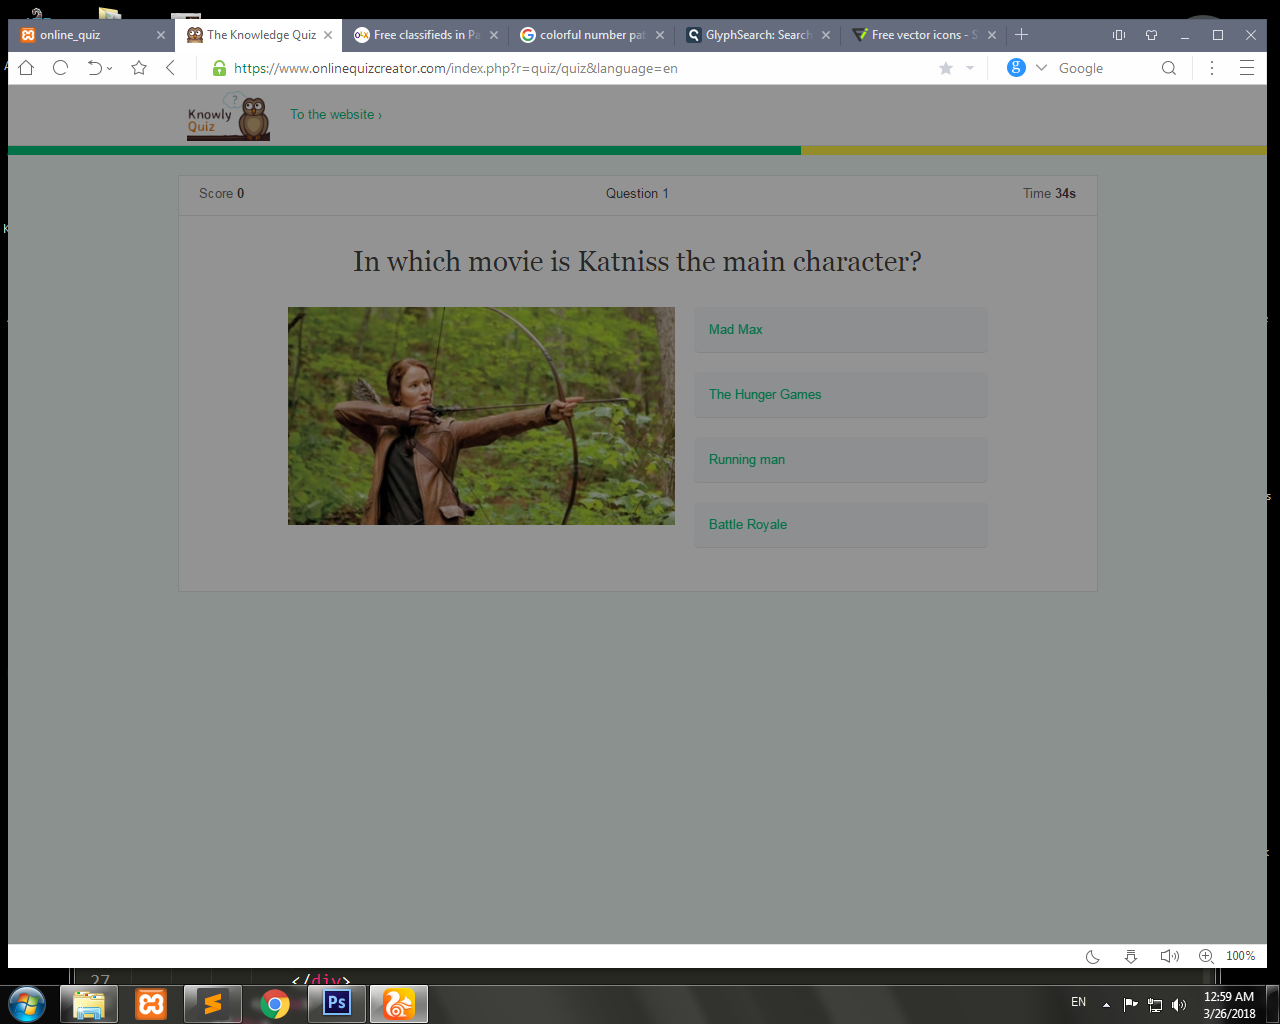 online_quiz
The Knowledge Quiz
Free classifieds in Pa
colorful number pat
GlyphSearch: Search
Free vector icons - S
https://www.onlinequizcreator.com/index.php?r=quiz/quiz&language=en
g
Google
Knowly
Quiz
?
To the website ›
Score 0
Question 1
Time 34s
In which movie is Katniss the main character?
Mad Max
The Hunger Games
Running man
Battle Royale
100%
27
</div>
Ps
EN
12:59 AM
3/26/2018